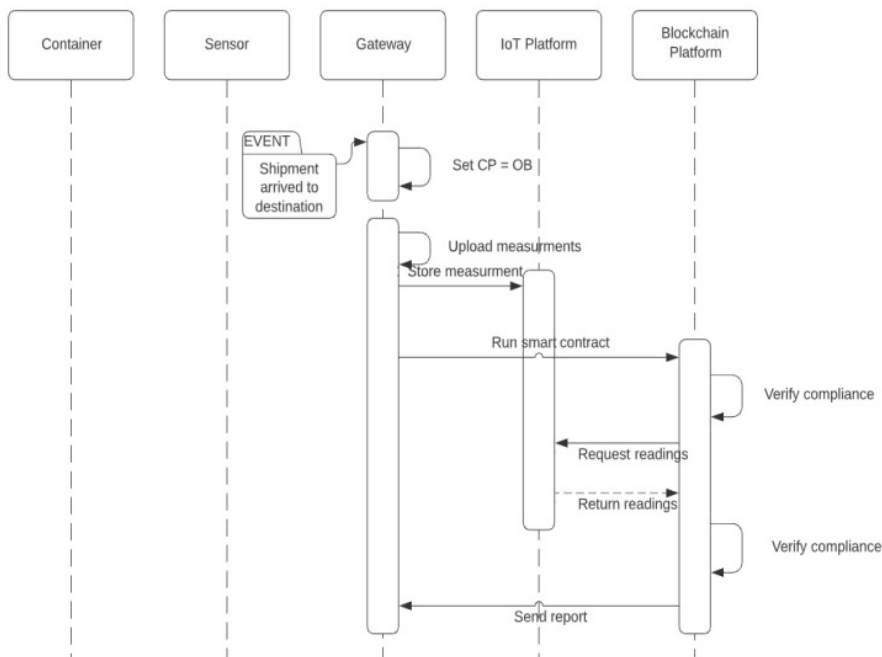 Container
Sensor
Gateway
IoT Platform
Blockchain
Platform
EVENT
Shipment
arrived to
destination
Set CP = OB
Upload measurments
Store measurment
Run smart contract
Verify compliance
Request readings
Return readings
Verify compliance
Send report